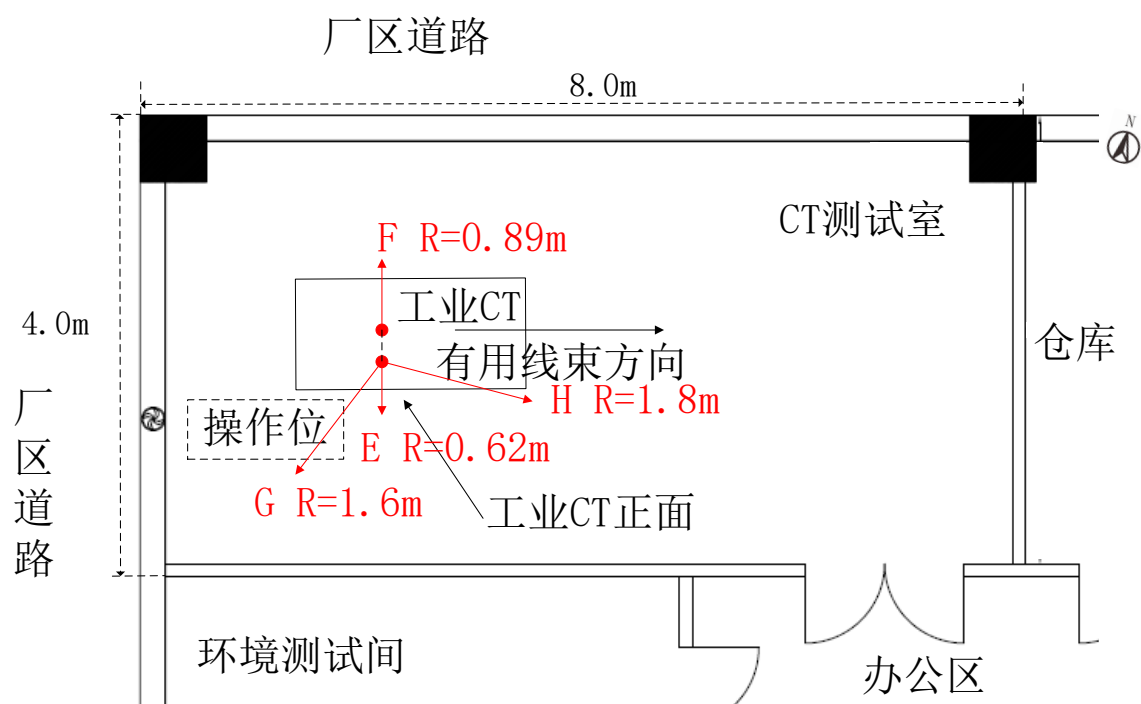 厂区道路
8.0m
N
CT测试室
F R=0.89m
工业CT
4.0m
有用线束方向
仓库
H R=1.8m
操作位
E R=0.62m
G R=1.6m
工业CT正面
厂区道路
环境测试间
办公区